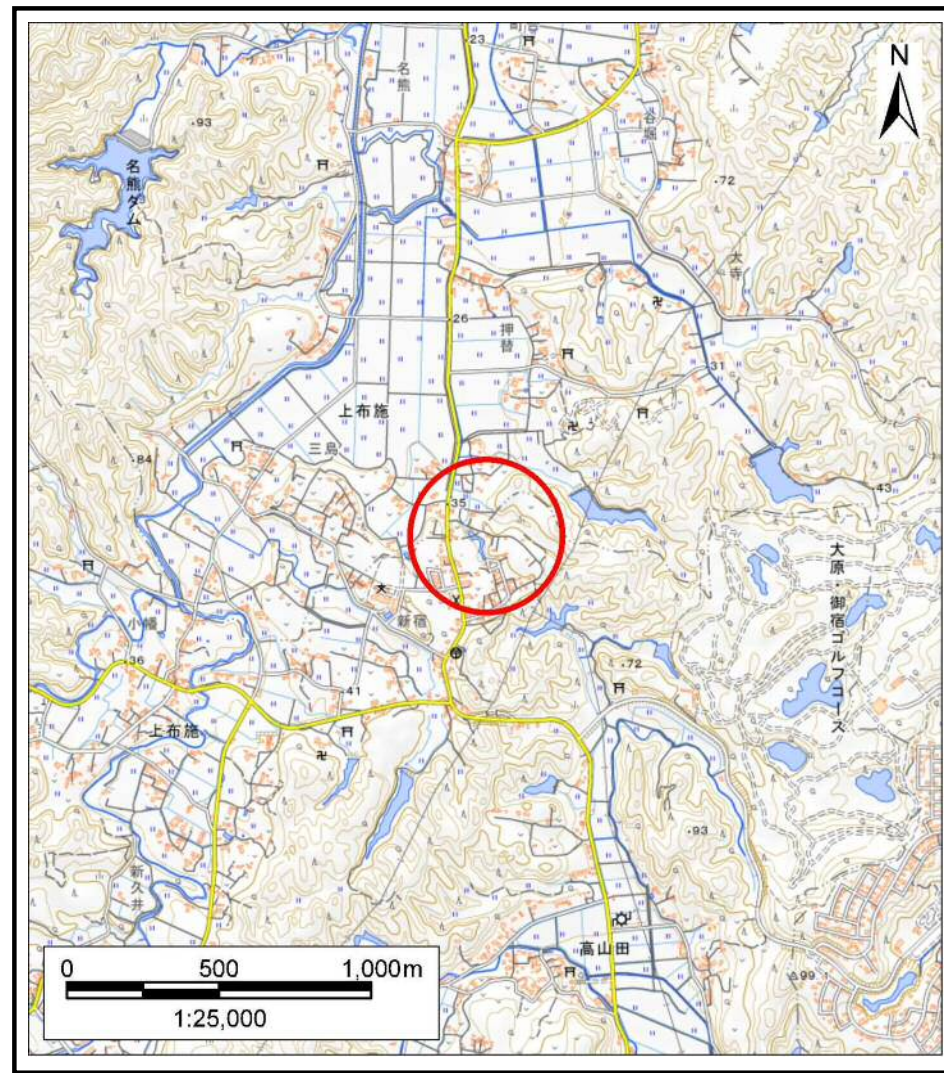 23
N
名熊
谷堀
93
名熊ダム
72
大寺
26
押替
31
上布施
三島
84
43
35
大原・御宿ゴルフコース
小幡
新宿
36
72
41
上布施
93
新久井
高山田
99
0 500 1,000m
1:25,000